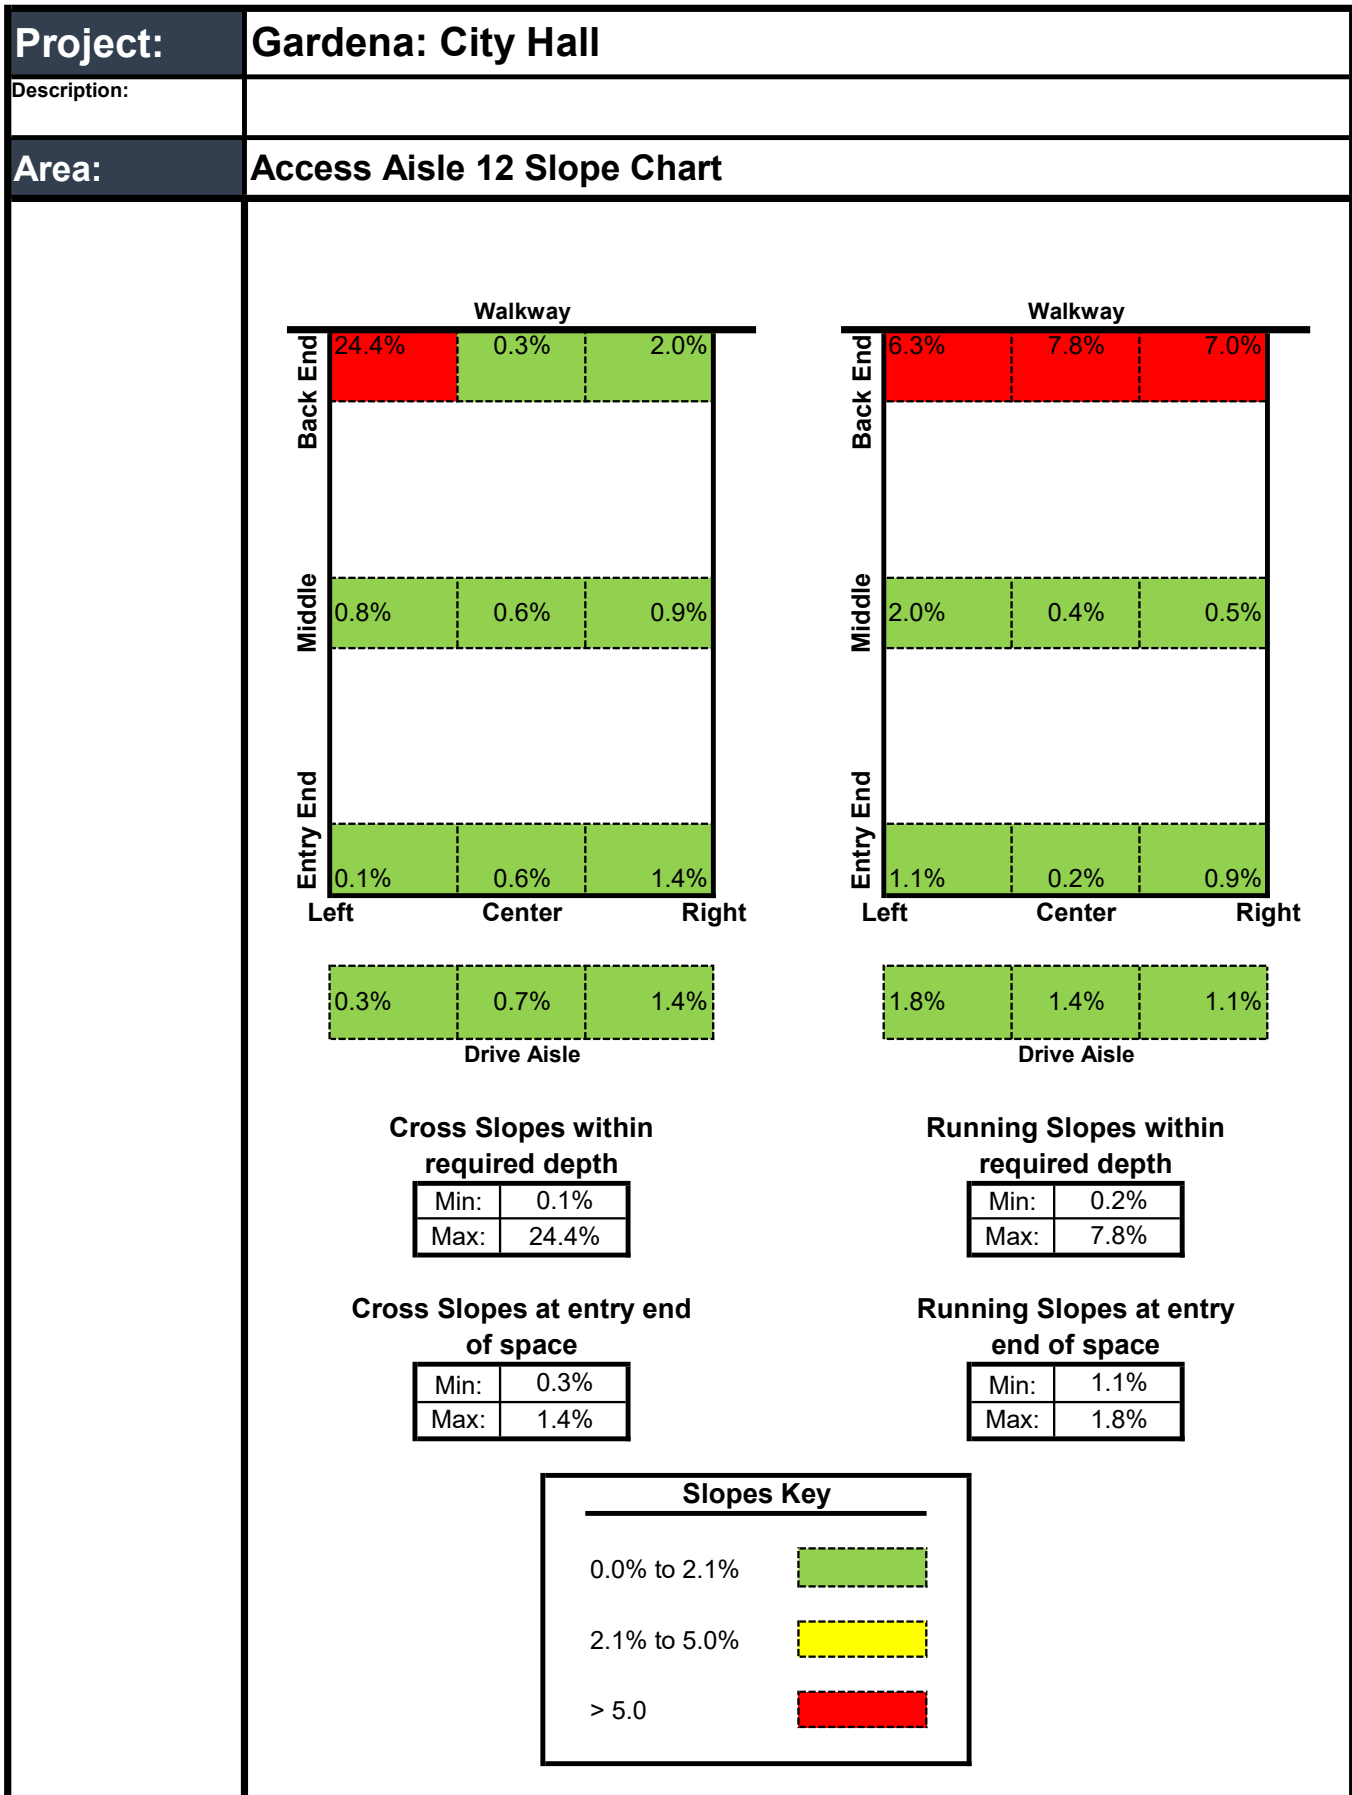 Project: Gardena: City Hall
Description:
Area: Access Aisle 12 Slope Chart
Walkway Walkway
Back End 24.4% 0.3% 2.0% Back End 6.3% 7.8% 7.0%
Middle 0.8% 0.6% 0.9% Middle 2.0% 0.4% 0.5%
Entry End 0.1% 0.6% 1.4% Entry End 1.1% 0.2% 0.9%
Left Center Right Left Center Right
0.3% 0.7% 1.4% 1.8% 1.4% 1.1%
Drive Aisle Drive Aisle
Cross Slopes within
required depth
Min: 0.1%
Max: 24.4%
Running Slopes within
required depth
Min: 0.2%
Max: 7.8%
Cross Slopes at entry end
of space
Min: 0.3%
Max: 1.4%
Running Slopes at entry
end of space
Min: 1.1%
Max: 1.8%
Slopes Key
0.0% to 2.1%
2.1% to 5.0%
> 5.0